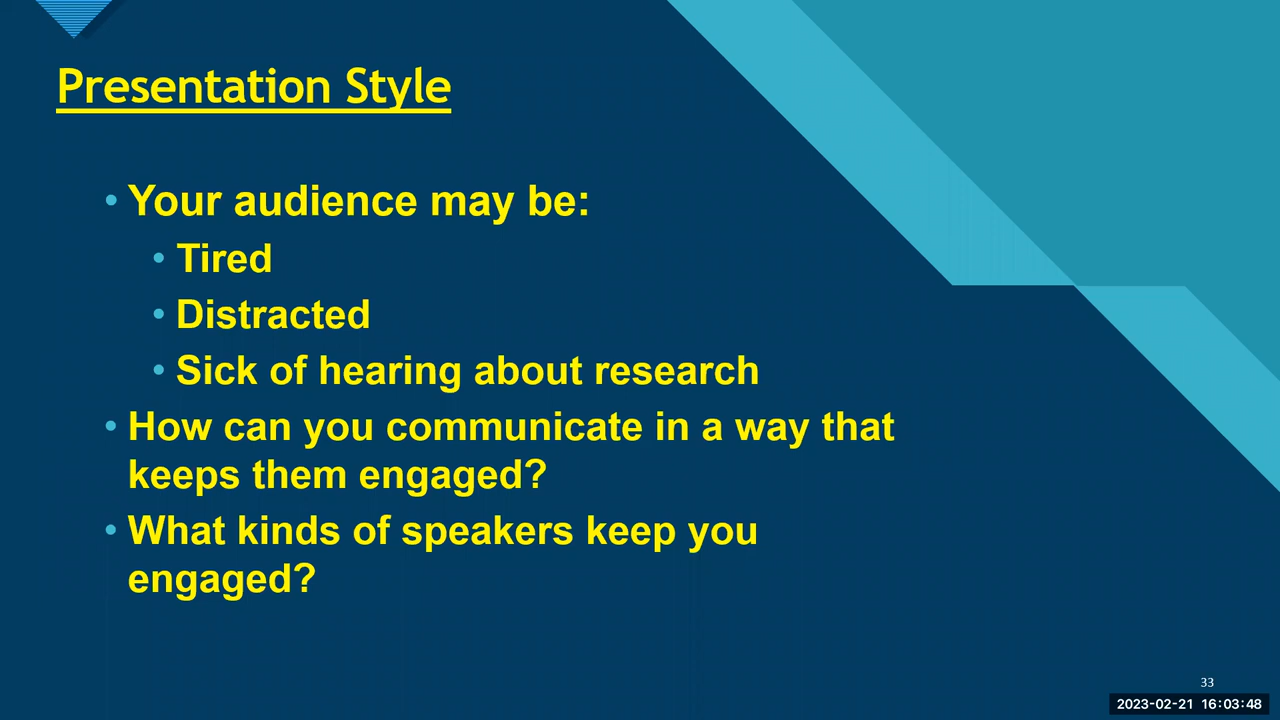 Presentation Style
• Your audience may be:
• Tired
• Distracted
• Sick of hearing about research
• How can you communicate in a way that
keeps them engaged?
• What kinds of speakers keep you
engaged?
33
2023-02-21 16:03:48